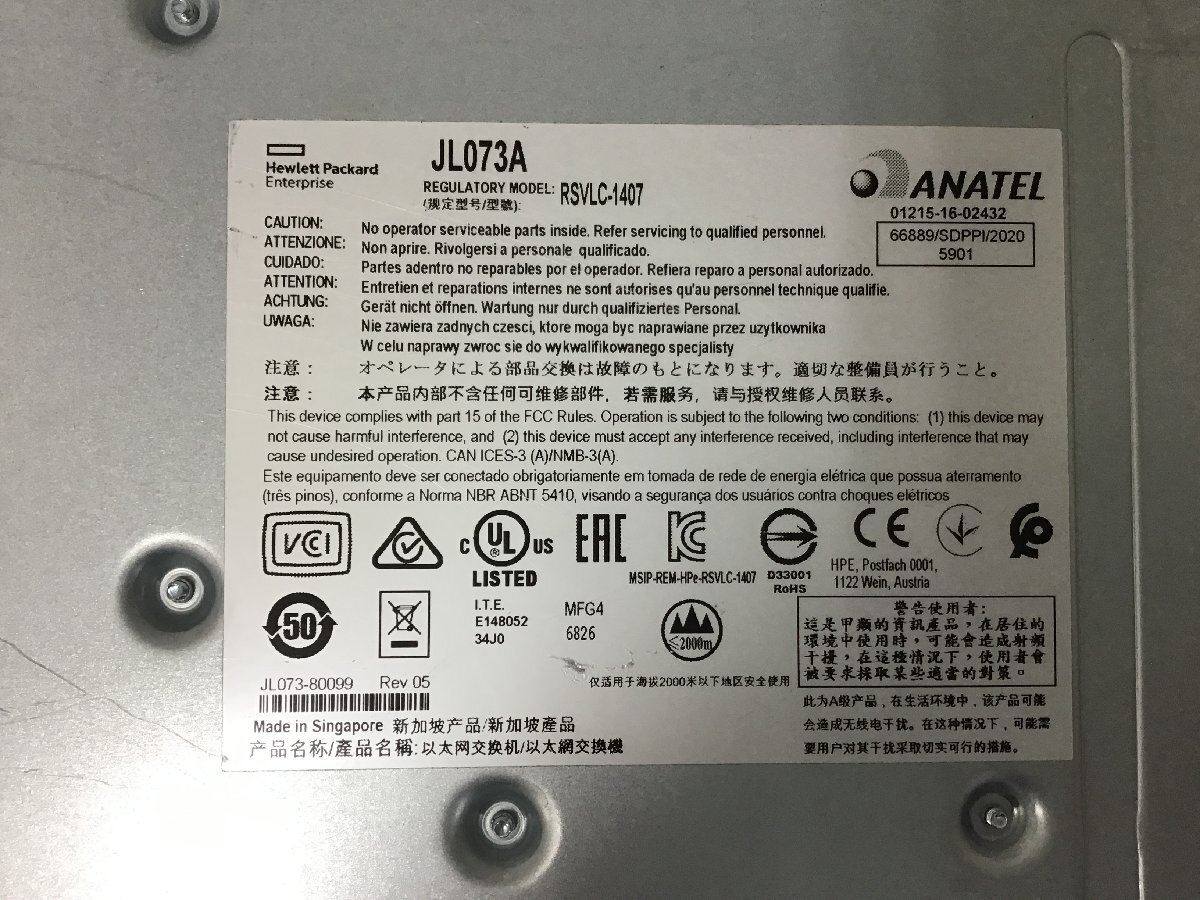 Hewlett Packard
Enterprise
JL073A
REGULATORY MODEL: RSVLC-1407
(规定型号/型號):
ANATEL
01215-16-02432
66889/SDPPI/2020
5901
CAUTION: No operator serviceable parts inside. Refer servicing to qualified personnel.
ATTENZIONE: Non aprire. Rivolgersi a personale qualificado.
CUIDADO: Partes adentro no reparables por el operador. Refiera reparo a personal autorizado.
ATTENTION: Entretien et reparations internes ne sont autorises qu'au personnel technique qualifie.
ACHTUNG: Gerät nicht öffnen. Wartung nur durch qualifiziertes Personal.
UWAGA: Nie zawiera zadnych czesci, ktore moga byc naprawiane przez uzytkownika
W celu naprawy zwroc sie do wykwalifikowanego specjalisty
注意： オペレータによる部品交換は故障のもとになります。適切な整備員が行うこと。
注意： 本产品内部不含任何可维修部件，若需服务，请与授权维修人员联系。
This device complies with part 15 of the FCC Rules. Operation is subject to the following two conditions: (1) this device may
not cause harmful interference, and (2) this device must accept any interference received, including interference that may
cause undesired operation. CAN ICES-3 (A)/NMB-3(A).
Este equipamento deve ser conectado obrigatoriamente em tomada de rede de energia elétrica que possua aterramento
(três pinos), conforme a Norma NBR ABNT 5410, visando a segurança dos usuários contra choques elétricos
VCI
C UL ® US
LISTED
EAC
KC
MSIP-REM-HPe-RSVLC-1407
D33001
RoHS
CE
HPE, Postfach 0001,
1122 Wein, Austria
50
I.T.E.
E148052
34J0
MFG4
6826
≤2000m
仅适用于海拔2000米以下地区安全使用
警告使用者：
這是甲類的資訊產品，在居住的
環境中使用時，可能會造成射頻
干擾，在這種情況下，使用者會
被要求採取某些適當的對策。
此为A级产品，在生活环境中，该产品可能
会造成无线电干扰。在这种情况下，可能需
要用户对其干扰采取切实可行的措施。
JL073-80099 Rev 05
Made in Singapore 新加坡产品/新加坡產品
产品名称/產品名稱: 以太网交换机/以太網交換機